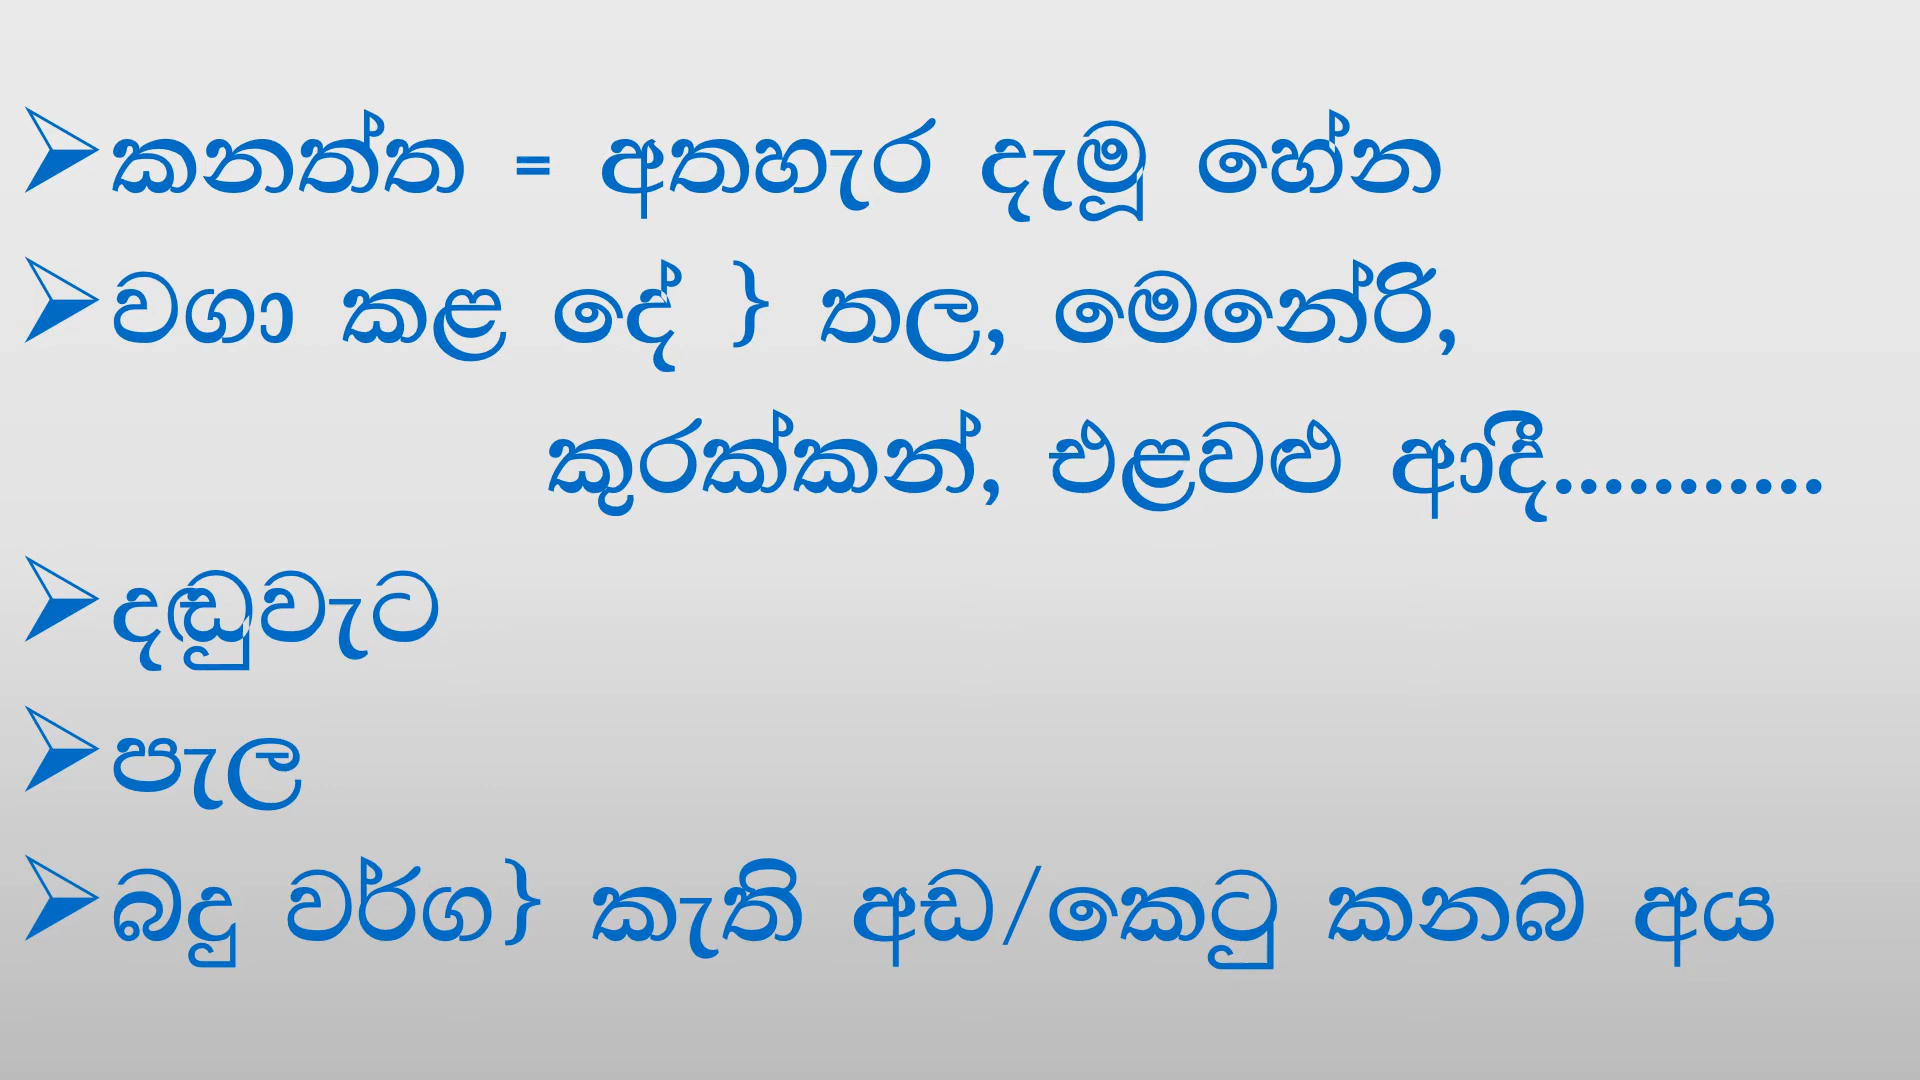 ➢කනත්ත = අතහැර දැමූ හේන
➢වගා කළ දේ } තල, මෙනේරි,
කුරක්කන්, එළවළු ආදී...........
➢දඬුවැට
➢පැල
➢බදු වර්ග} කැති අඩ/කෙටු කනබ අය